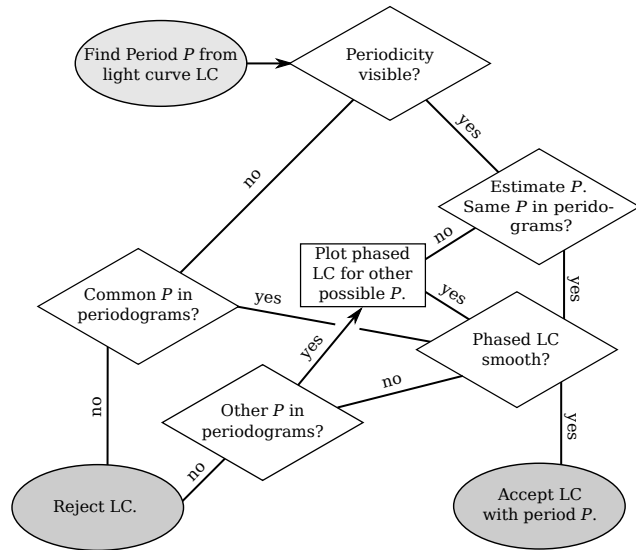 Find Period P from
light curve LC
Periodicity
visible?
yes
no
Estimate P.
Same P in perido-
grams?
no
yes
Plot phased
LC for other
possible P.
yes
Common P in
periodograms?
yes
Phased LC
smooth?
yes
no
no
Other P in
periodograms?
no
yes
Reject LC.
Accept LC
with period P.